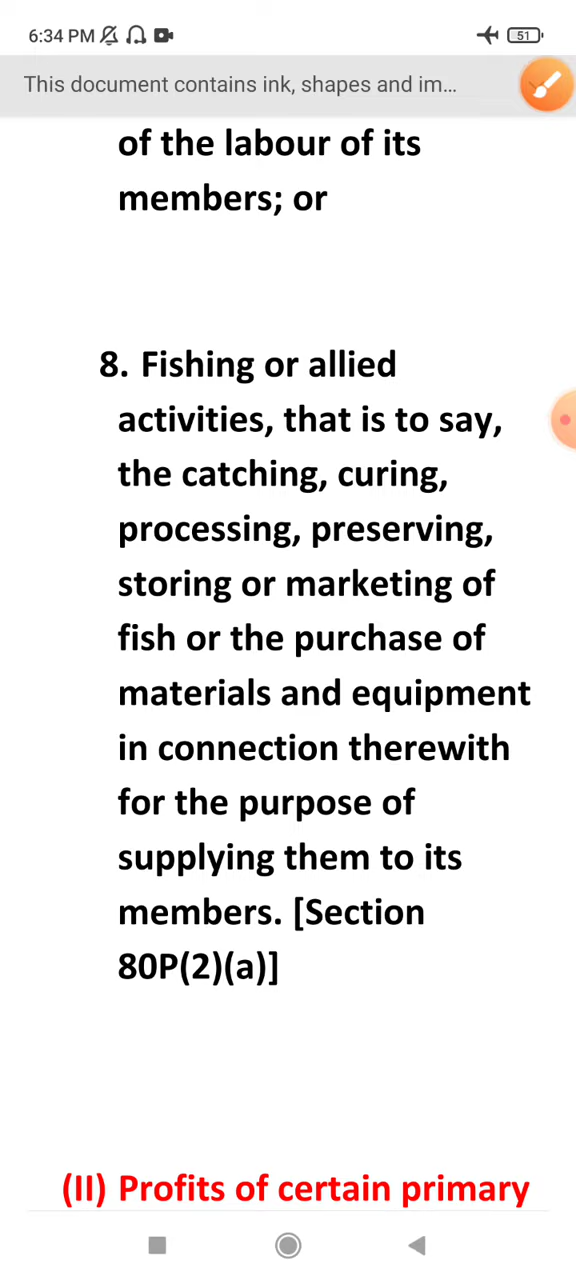 6:34 PM
51
This document contains ink, shapes and im...
of the labour of its
members; or
8. Fishing or allied
activities, that is to say,
the catching, curing,
processing, preserving,
storing or marketing of
fish or the purchase of
materials and equipment
in connection therewith
for the purpose of
supplying them to its
members. [Section
80P(2)(a)]
(II) Profits of certain primary